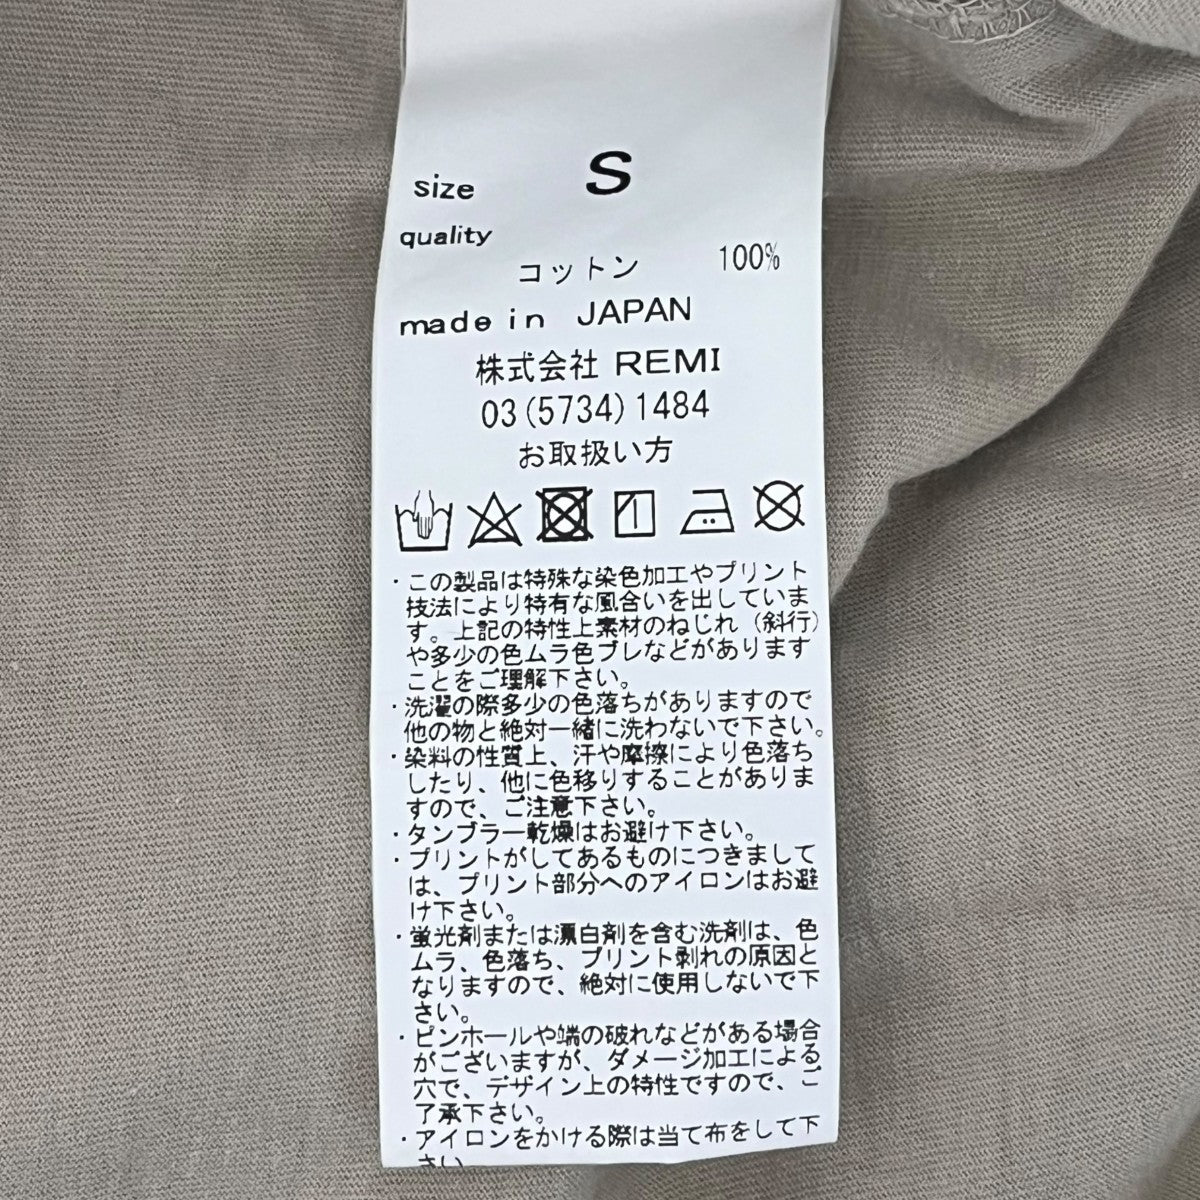 size S
quality
コットン 100%
made in JAPAN
株式会社 REMI
03(5734)1484
お取扱い方
・この製品は特殊な染色加工やプリント
技法により特有な風合いを出していま
す。上記の特性上素材のねじれ（斜行）
や多少の色ムラ色ブレなどがあります
ことをご理解下さい。
・洗濯の際多少の色落ちがありますので
他の物と絶対一緒に洗わないで下さい。
・染料の性質上、汗や摩擦により色落ち
したり、他に色移りすることがありま
すので、ご注意下さい。
・タンブラー乾燥はお避け下さい。
・プリントがしてあるものにつきまして
は、プリント部分へのアイロンはお避
け下さい。
・蛍光剤または漂白剤を含む洗剤は、色
ムラ、色落ち、プリント剥れの原因と
なりますので、絶対に使用しないで下
さい。
・ピンホールや端の破れなどがある場合
がございますが、ダメージ加工による
穴で、デザイン上の特性ですので、ご
了承下さい。
・アイロンをかける際は当て布をして下
さい